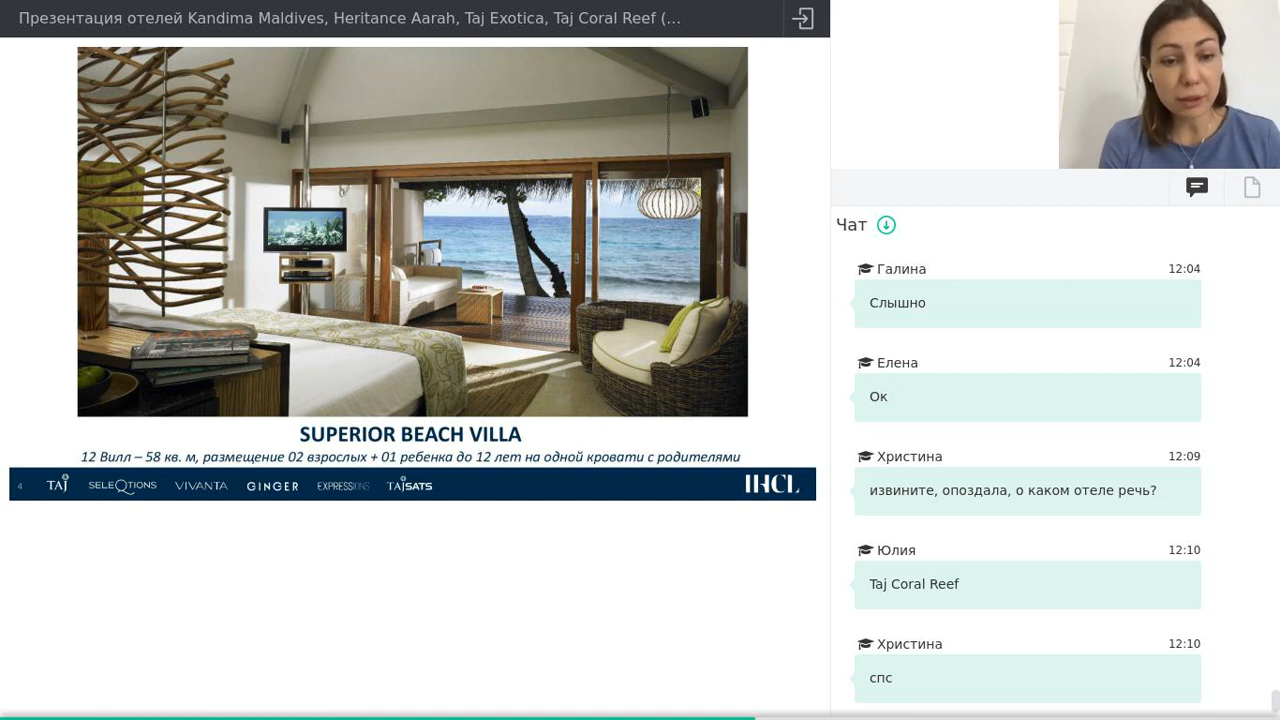 Презентация отелей Kandima Maldives, Heritance Aarah, Taj Exotica, Taj Coral Reef (...
SUPERIOR BEACH VILLA
12 Вилл – 58 кв. м, размещение 02 взрослых + 01 ребенка до 12 лет на одной кровати с родителями
4 TAJ SELEQTIONS VIVANTA GINGER EXPRESSIONS TAJSATS IHCL
Чат
Галина 12:04
Слышно
Елена 12:04
Ок
Христина 12:09
извините, опоздала, о каком отеле речь?
Юлия 12:10
Taj Coral Reef
Христина 12:10
спс